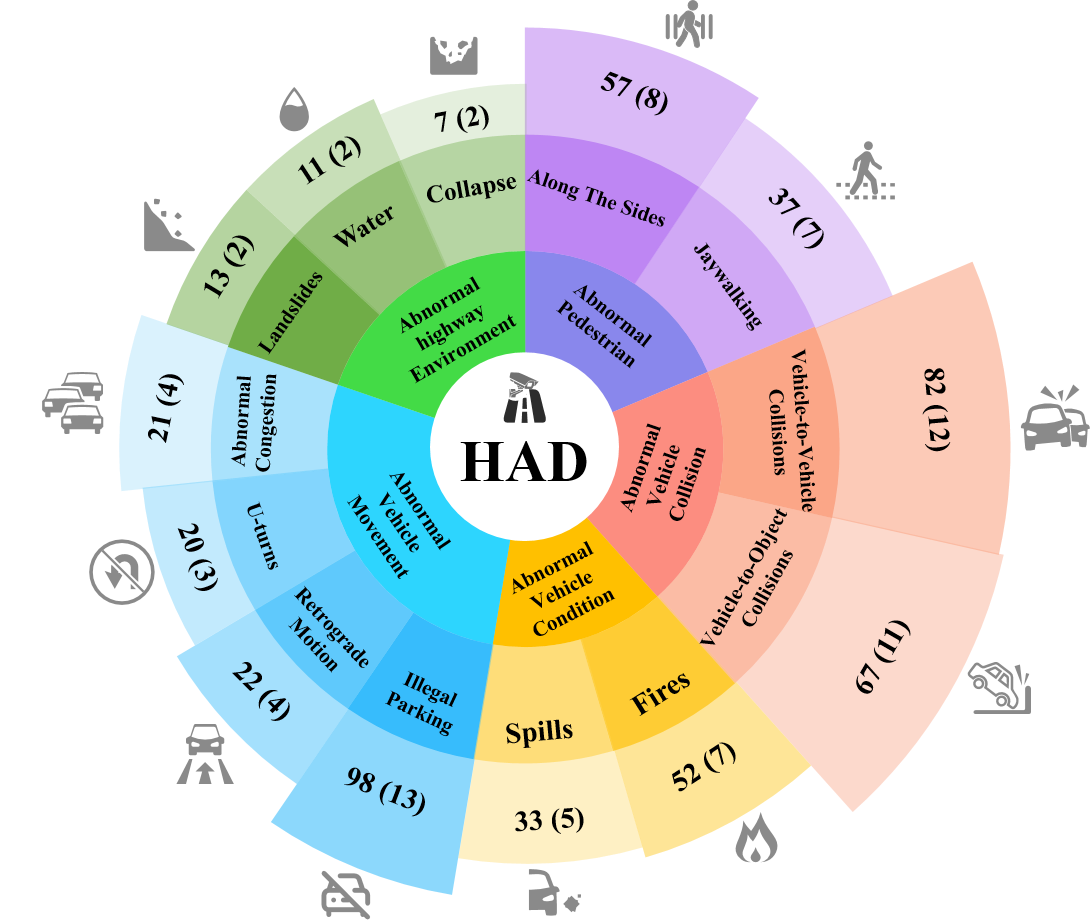 HAD
Abnormal
Pedestrian
Along The Sides
57 (8)
Jaywalking
37 (7)
Abnormal
Vehicle
Collision
Vehicle-to-Vehicle
Collisions
82 (12)
Vehicle-to-Object
Collisions
67 (11)
Abnormal
Vehicle
Condition
Fires
52 (7)
Spills
33 (5)
Abnormal
Vehicle
Movement
Illegal
Parking
98 (13)
Retrograde
Motion
22 (4)
U-turns
20 (3)
Abnormal
Congestion
21 (4)
Abnormal
highway
Environment
Landslides
13 (2)
Water
11 (2)
Collapse
7 (2)